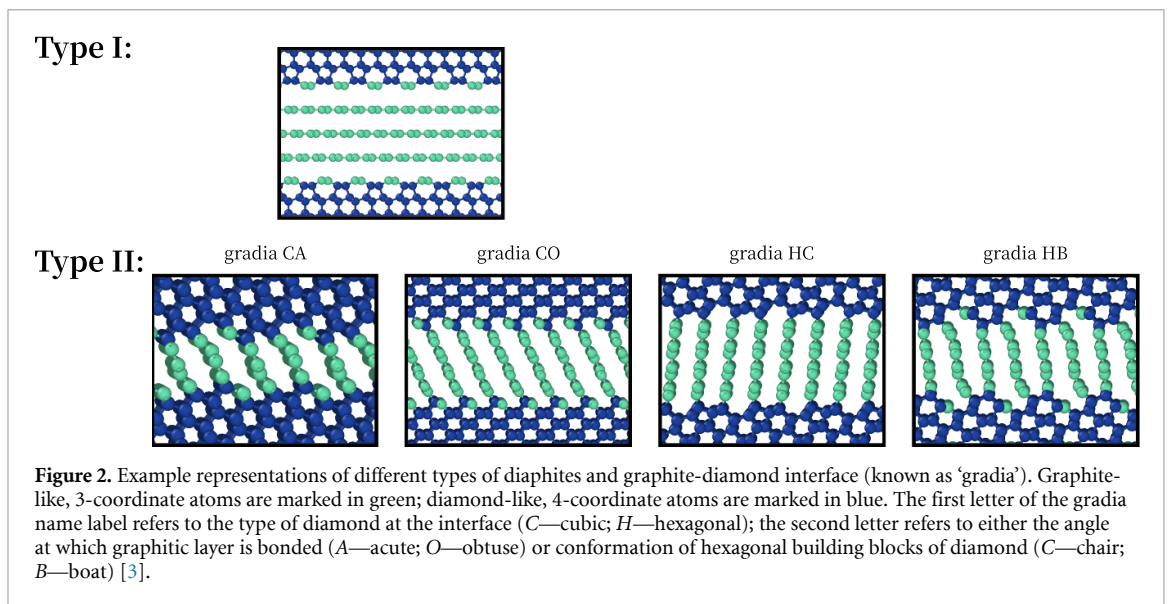 Type I:
Type II:
gradia CA
gradia CO
gradia HC
gradia HB
Figure 2. Example representations of different types of diaphites and graphite-diamond interface (known as ‘gradia’). Graphite-
like, 3-coordinate atoms are marked in green; diamond-like, 4-coordinate atoms are marked in blue. The first letter of the gradia
name label refers to the type of diamond at the interface (C—cubic; H—hexagonal); the second letter refers to either the angle
at which graphitic layer is bonded (A—acute; O—obtuse) or conformation of hexagonal building blocks of diamond (C—chair;
B—boat) [3].